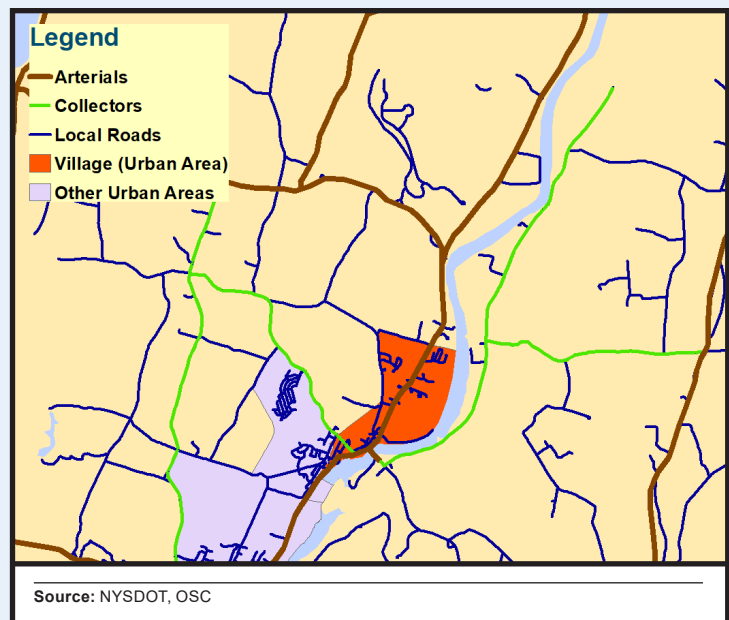 Legend
Arterials
Collectors
Local Roads
Village (Urban Area)
Other Urban Areas
Source: NYSDOT, OSC